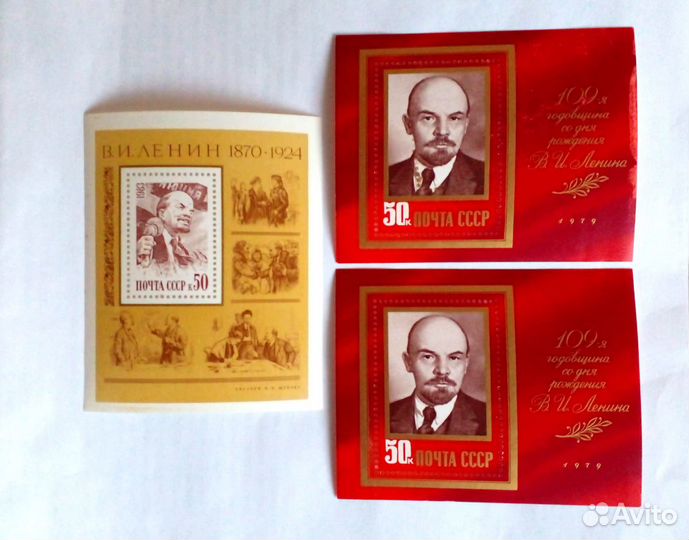 В.И.ЛЕНИН 1870·1924
1983
ПОЧТА СССР к50
109-я
годовщина
со дня
рождения
В. И. Ленина
50к ПОЧТА СССР
1979
109-я
годовщина
со дня
рождения
В. И. Ленина
50к ПОЧТА СССР
1979
Avito